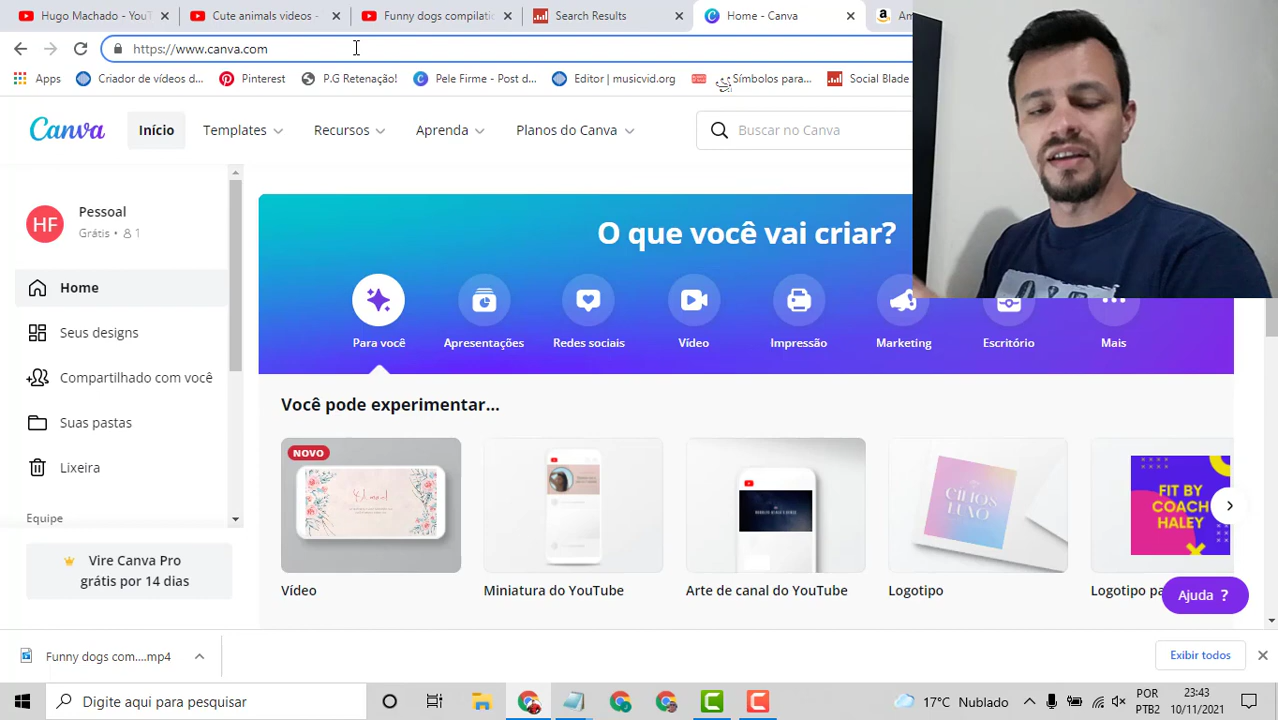 Hugo Machado - YouT
Cute animals videos -
Funny dogs compilatic
Search Results
Home - Canva
Am
https://www.canva.com
Apps
Criador de vídeos d...
Pinterest
P.G Retenação!
Pele Firme - Post d...
Editor | musicvid.org
Símbolos para...
Social Blade
Canva
Início
Templates
Recursos
Aprenda
Planos do Canva
Buscar no Canva
HF
Pessoal
Grátis • 1
Home
Seus designs
Compartilhado com você
Suas pastas
Lixeira
Equipe
Vire Canva Pro
grátis por 14 dias
O que você vai criar?
Para você
Apresentações
Redes sociais
Vídeo
Impressão
Marketing
Escritório
Mais
Você pode experimentar...
NOVO
CÍLIOS
LUXO
FIT BY
COACH
HALEY
Vídeo
Miniatura do YouTube
Arte de canal do YouTube
Logotipo
Logotipo pa
Ajuda ?
Funny dogs com....mp4
Exibir todos
Digite aqui para pesquisar
17°C Nublado
POR
PTB2
23:43
10/11/2021